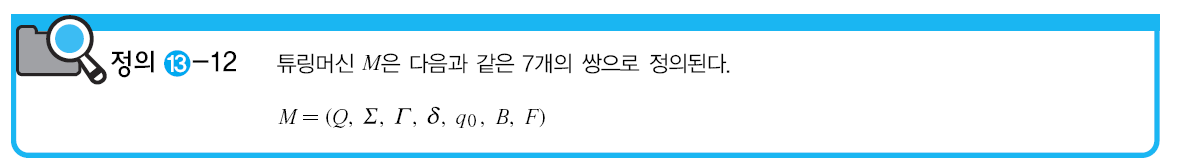 정의 13-12 튜링머신 M은 다음과 같은 7개의 쌍으로 정의된다.
M = (Q, Σ, Γ, δ, q₀, B, F)